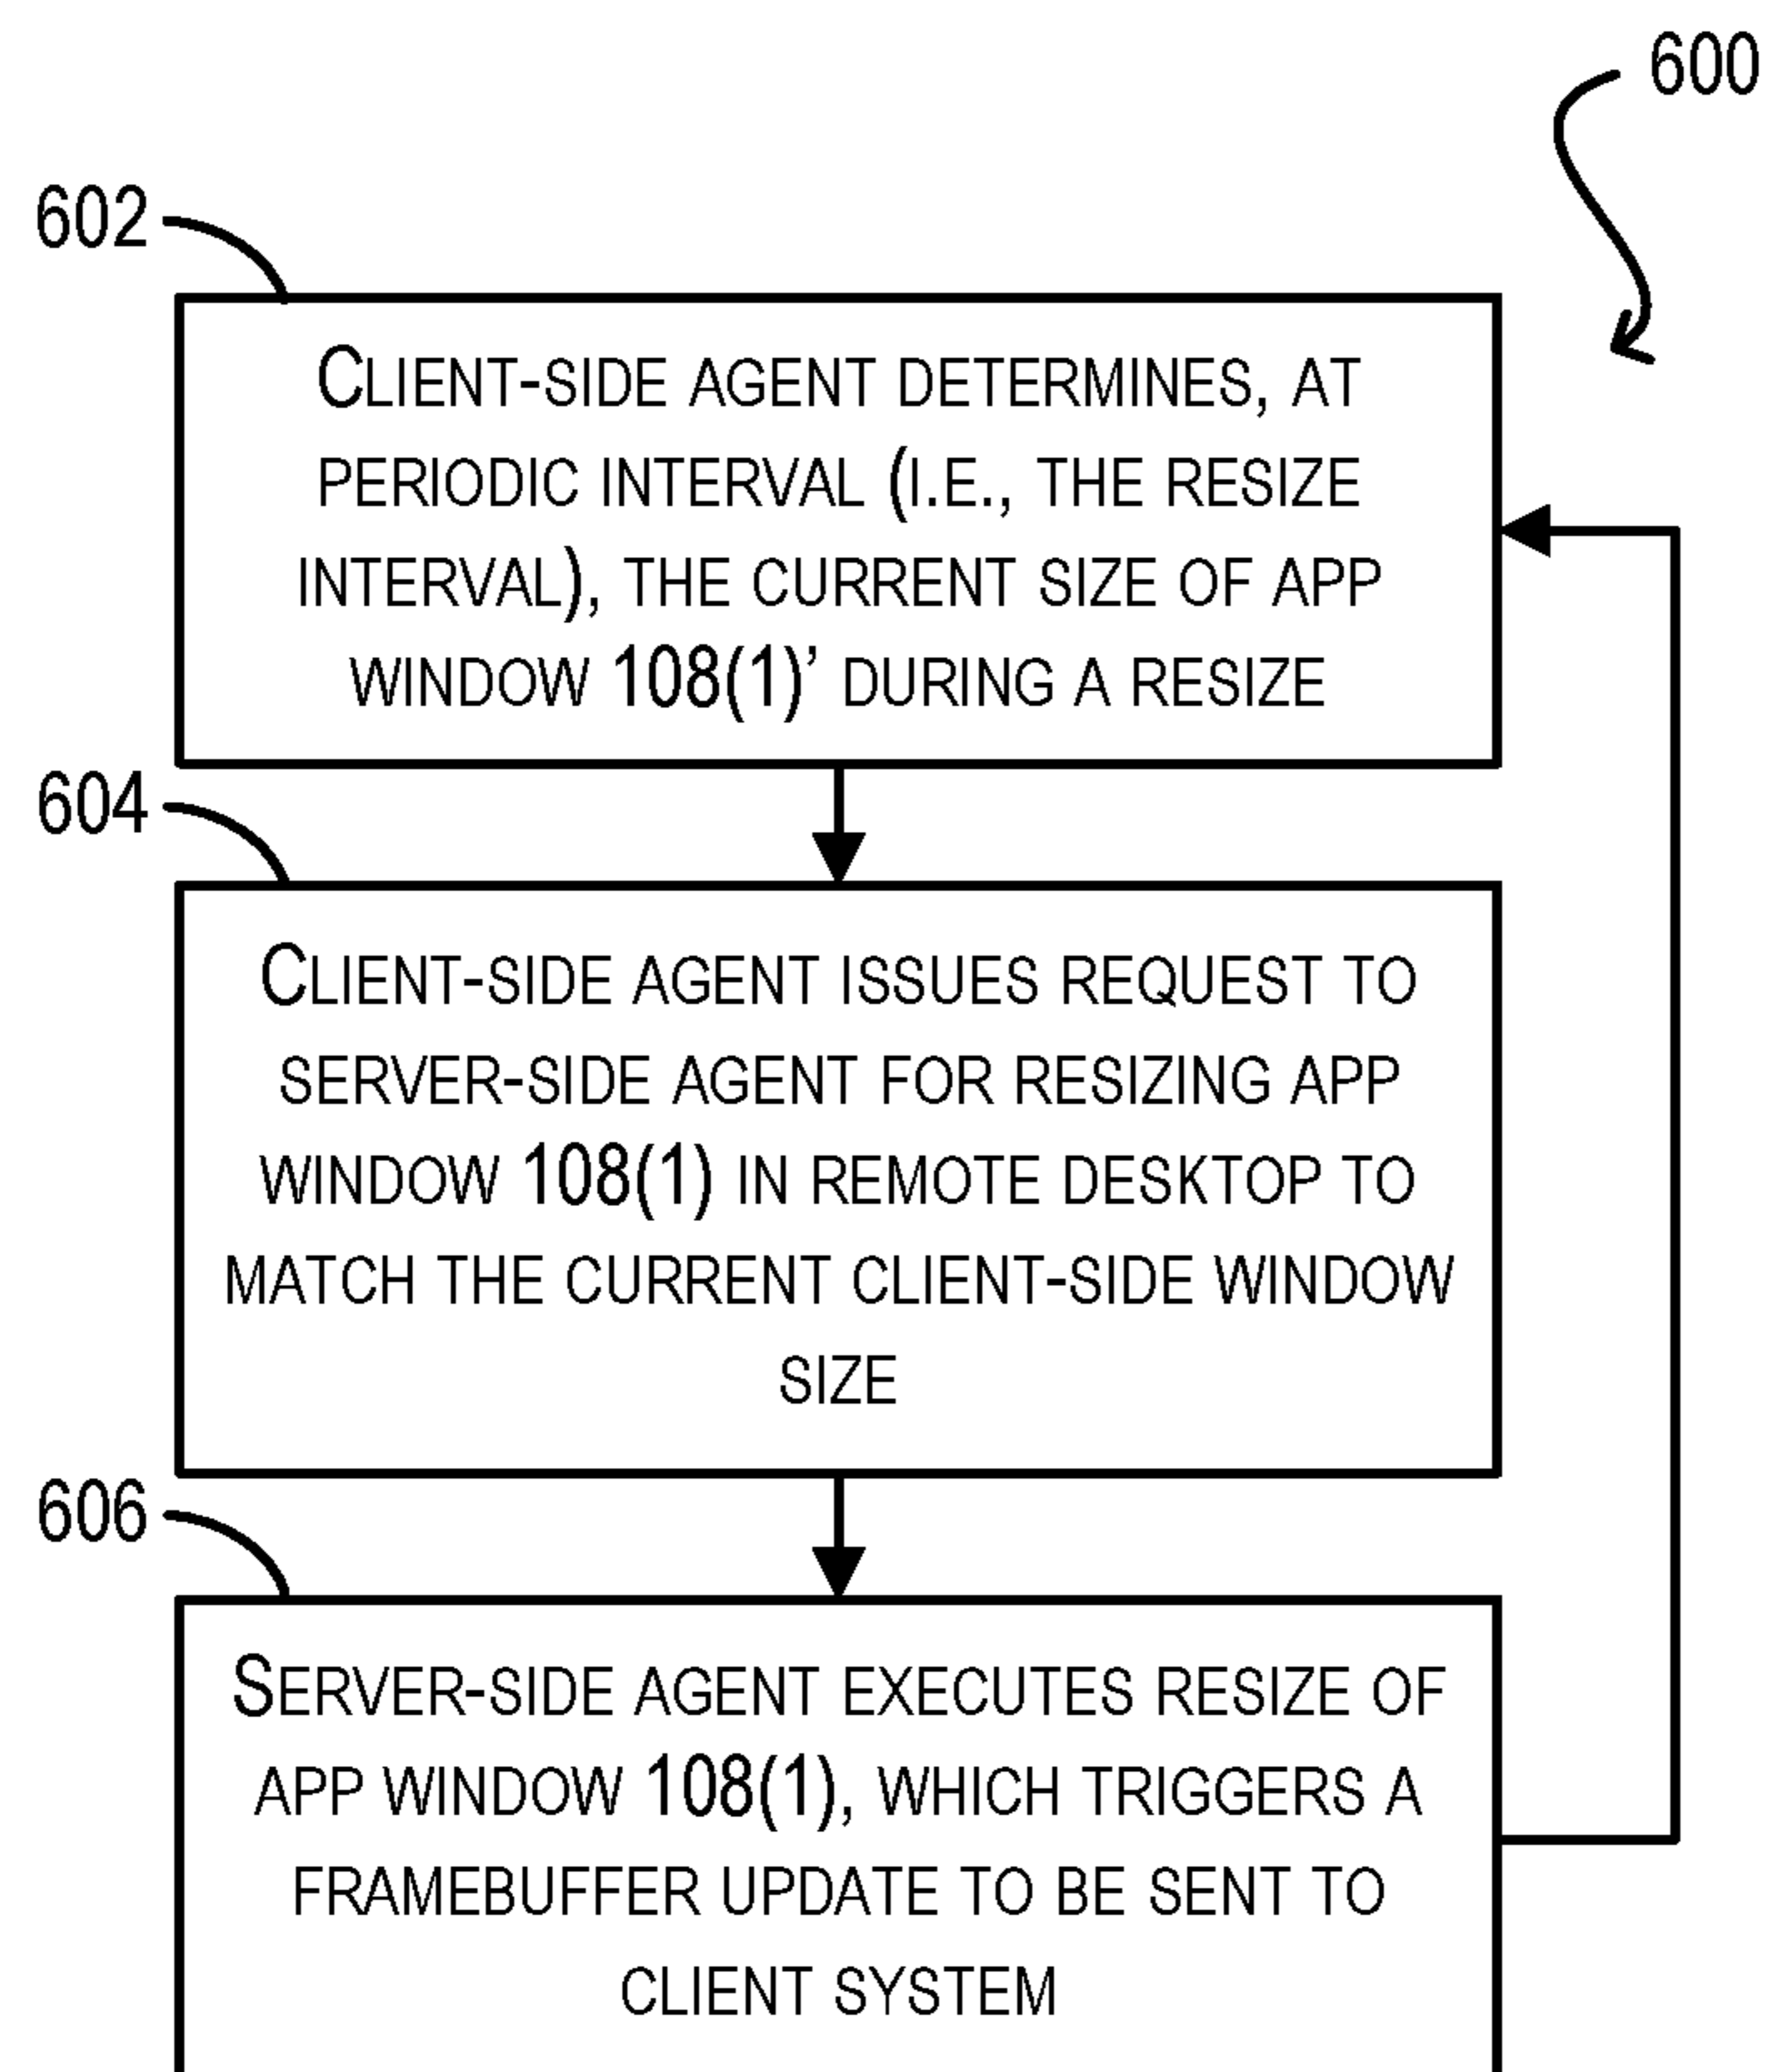 600
602
CLIENT-SIDE AGENT DETERMINES, AT
PERIODIC INTERVAL (I.E., THE RESIZE
INTERVAL), THE CURRENT SIZE OF APP
WINDOW 108(1)’ DURING A RESIZE
604
CLIENT-SIDE AGENT ISSUES REQUEST TO
SERVER-SIDE AGENT FOR RESIZING APP
WINDOW 108(1) IN REMOTE DESKTOP TO
MATCH THE CURRENT CLIENT-SIDE WINDOW
SIZE
606
SERVER-SIDE AGENT EXECUTES RESIZE OF
APP WINDOW 108(1), WHICH TRIGGERS A
FRAMEBUFFER UPDATE TO BE SENT TO
CLIENT SYSTEM